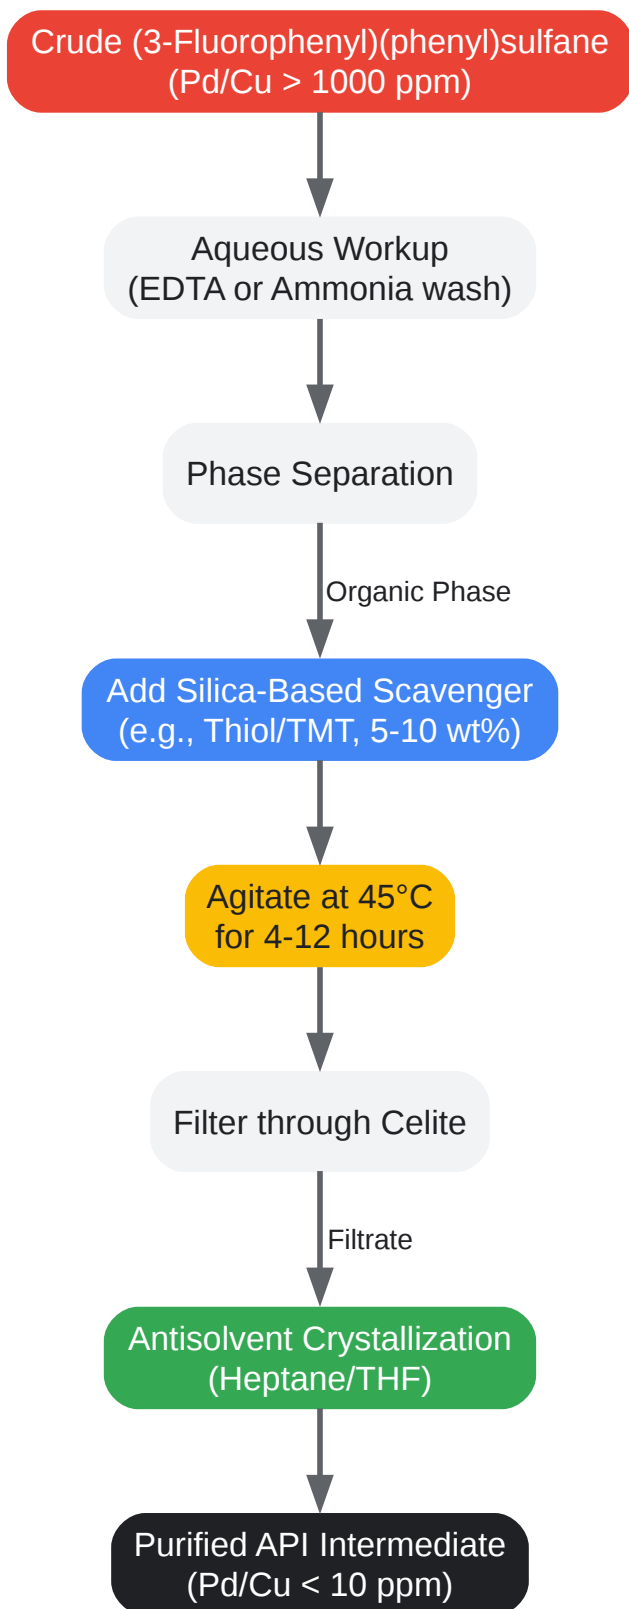 Crude (3-Fluorophenyl)(phenyl)sulfane
(Pd/Cu > 1000 ppm)
Aqueous Workup
(EDTA or Ammonia wash)
Phase Separation
Organic Phase
Add Silica-Based Scavenger
(e.g., Thiol/TMT, 5-10 wt%)
Agitate at 45°C
for 4-12 hours
Filter through Celite
Filtrate
Antisolvent Crystallization
(Heptane/THF)
Purified API Intermediate
(Pd/Cu < 10 ppm)